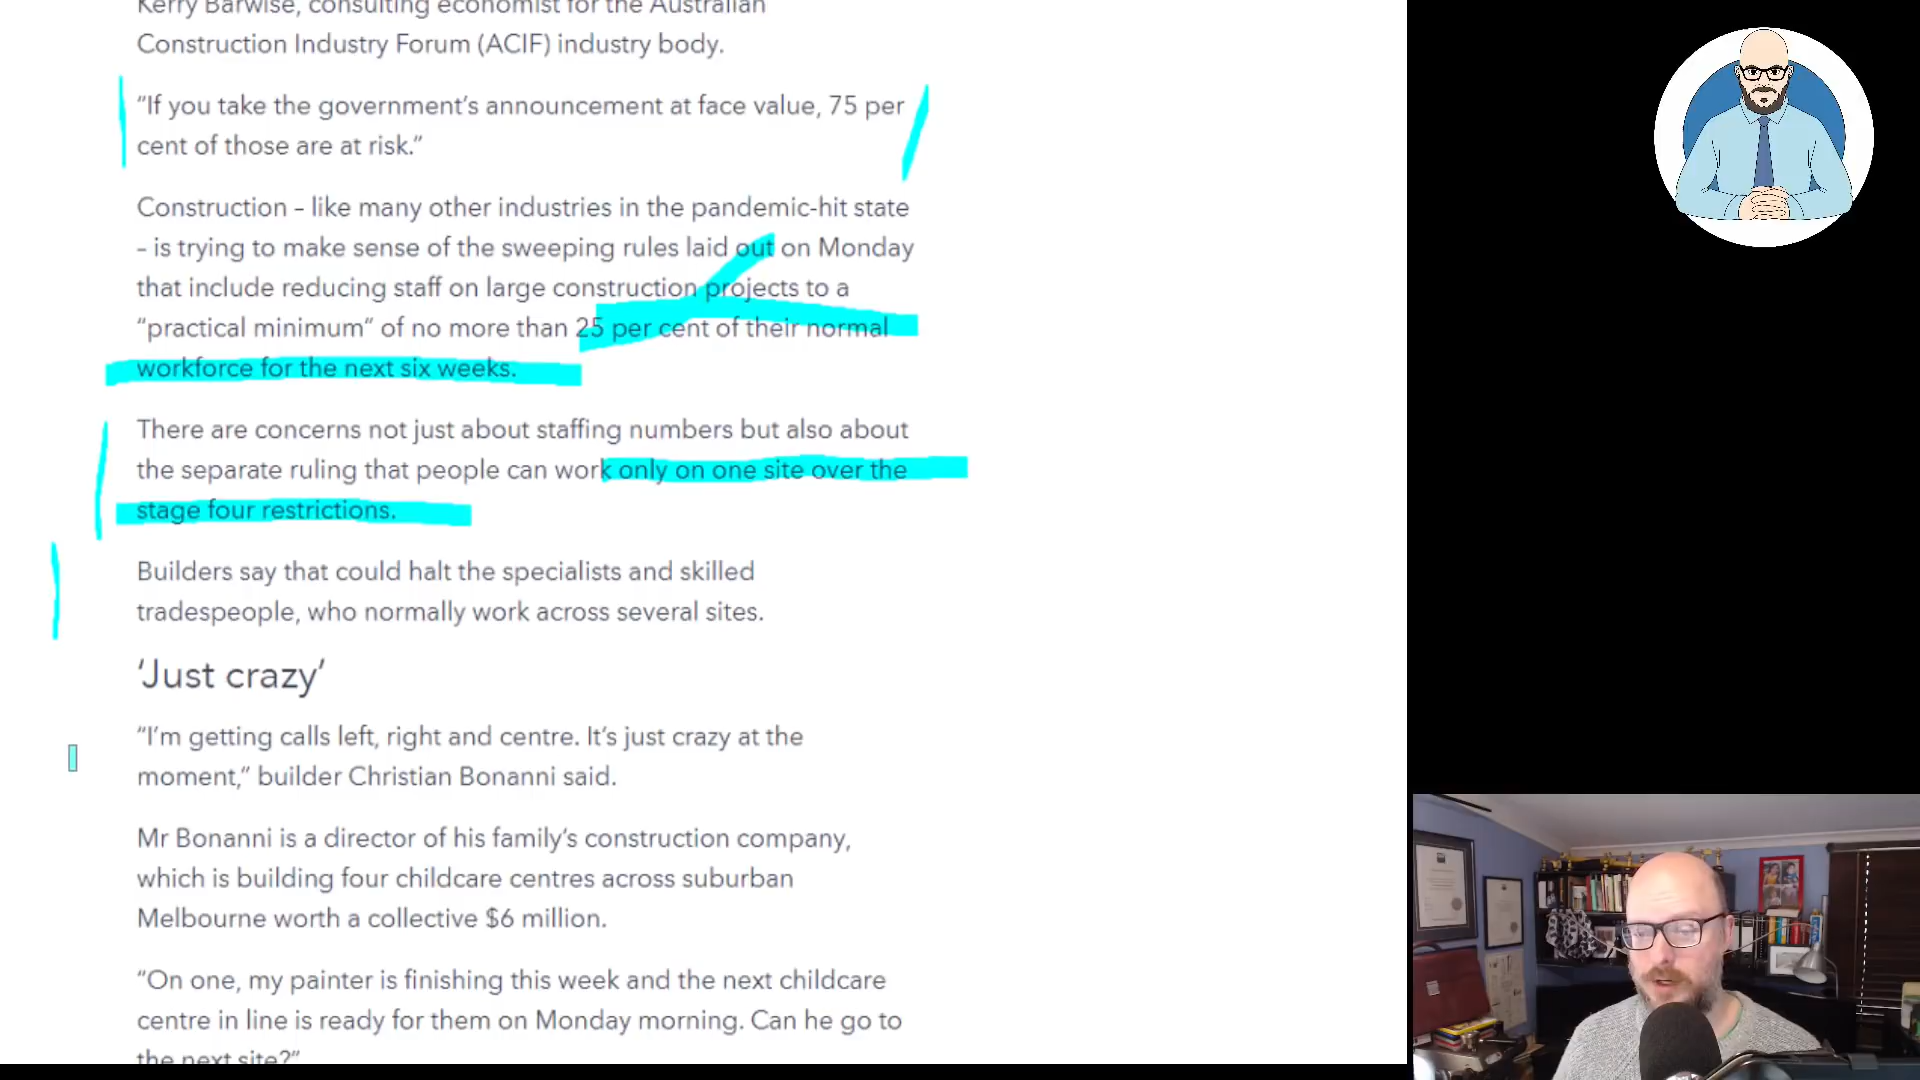 Kerry Barwise, consulting economist for the Australian
Construction Industry Forum (ACIF) industry body.
“If you take the government’s announcement at face value, 75 per
cent of those are at risk.”
Construction – like many other industries in the pandemic-hit state
– is trying to make sense of the sweeping rules laid out on Monday
that include reducing staff on large construction projects to a
“practical minimum” of no more than 25 per cent of their normal
workforce for the next six weeks.
There are concerns not just about staffing numbers but also about
the separate ruling that people can work only on one site over the
stage four restrictions.
Builders say that could halt the specialists and skilled
tradespeople, who normally work across several sites.
‘Just crazy’
“I’m getting calls left, right and centre. It’s just crazy at the
moment,” builder Christian Bonanni said.
Mr Bonanni is a director of his family’s construction company,
which is building four childcare centres across suburban
Melbourne worth a collective $6 million.
“On one, my painter is finishing this week and the next childcare
centre in line is ready for them on Monday morning. Can he go to
the next site?”